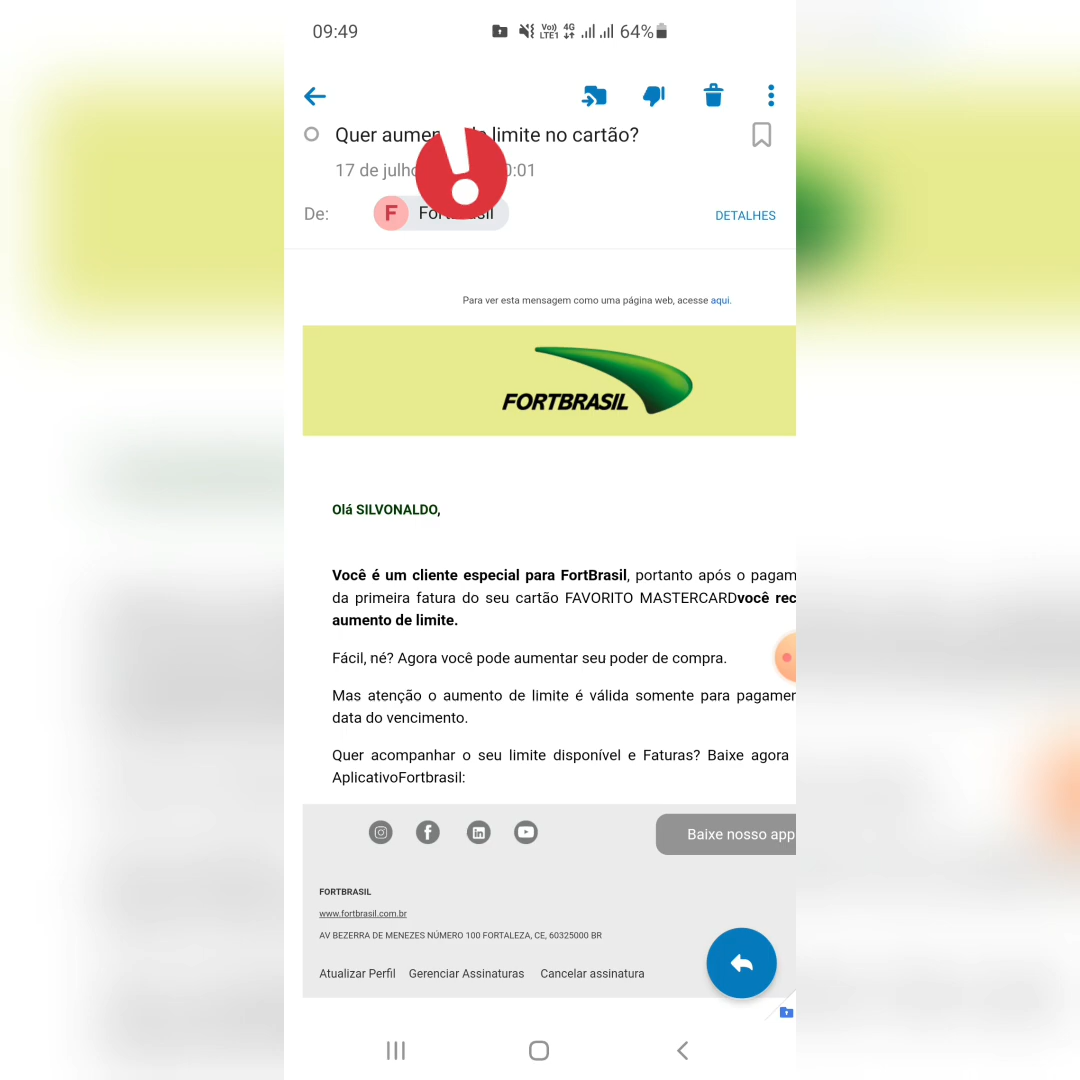 09:49
Vo)) LTE1 4G 64%
Quer aumen de limite no cartão?
17 de julho 0:01
De: F FortBrasil DETALHES
Para ver esta mensagem como uma página web, acesse aqui.
FORTBRASIL
Olá SILVONALDO,
Você é um cliente especial para FortBrasil, portanto após o pagam
da primeira fatura do seu cartão FAVORITO MASTERCARDvocê rec
aumento de limite.
Fácil, né? Agora você pode aumentar seu poder de compra.
Mas atenção o aumento de limite é válida somente para pagamen
data do vencimento.
Quer acompanhar o seu limite disponível e Faturas? Baixe agora
AplicativoFortbrasil:
Baixe nosso app
FORTBRASIL
www.fortbrasil.com.br
AV BEZERRA DE MENEZES NÚMERO 100 FORTALEZA, CE, 60325000 BR
Atualizar Perfil Gerenciar Assinaturas Cancelar assinatura